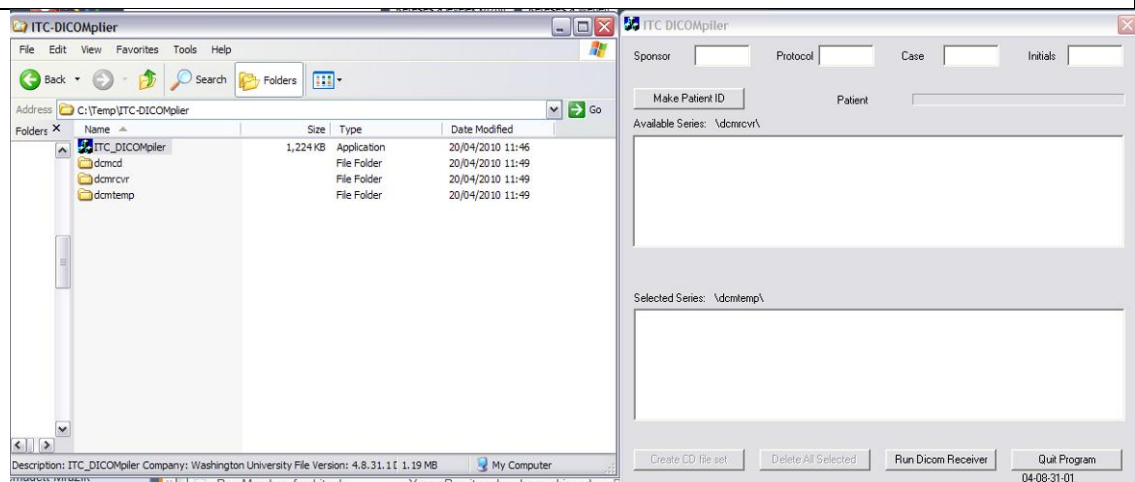 ITC-DICOMplier
File Edit View Favorites Tools Help
Back Search Folders
Address C:\Temp\ITC-DICOMplier Go
Folders X Name Size Type Date Modified
ITC_DICOMpiler 1,224 KB Application 20/04/2010 11:46
dcmcd File Folder 20/04/2010 11:49
dcmrcvr File Folder 20/04/2010 11:49
dcmtemp File Folder 20/04/2010 11:49
Description: ITC_DICOMpiler Company: Washington University File Version: 4.8.31.1 1.19 MB My Computer
ITC DICOMpiler
Sponsor Protocol Case Initials
Make Patient ID Patient
Available Series: \dcmrcvr\
Selected Series: \dcmtemp\
Create CD file set Delete All Selected Run Dicom Receiver Quit Program
04-08-31-01